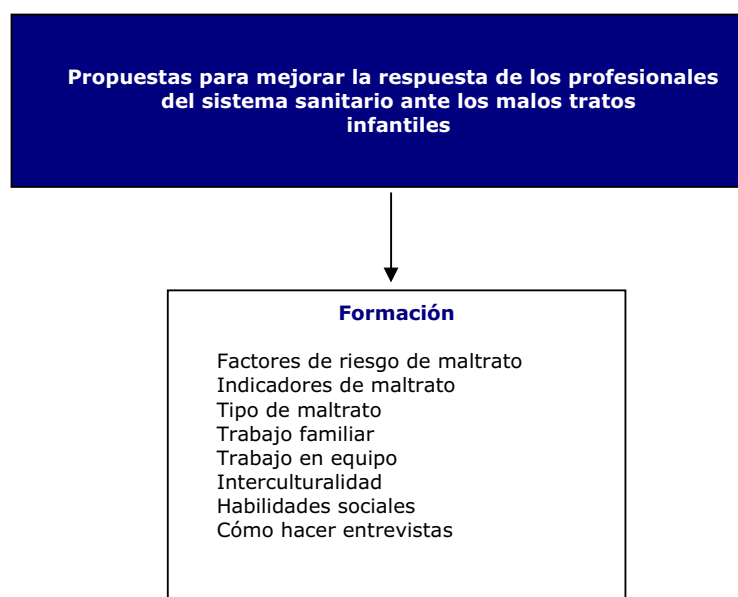 Propuestas para mejorar la respuesta de los profesionales
del sistema sanitario ante los malos tratos
infantiles
Formación
Factores de riesgo de maltrato
Indicadores de maltrato
Tipo de maltrato
Trabajo familiar
Trabajo en equipo
Interculturalidad
Habilidades sociales
Cómo hacer entrevistas